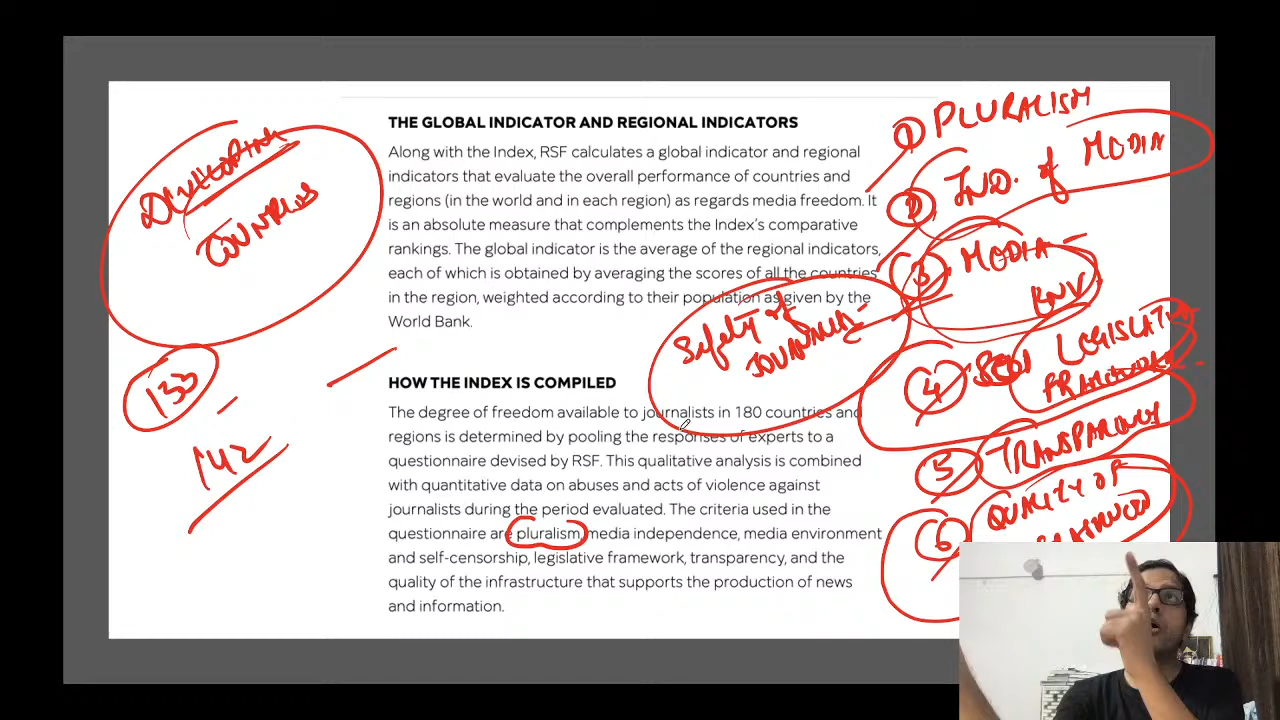 THE GLOBAL INDICATOR AND REGIONAL INDICATORS
Along with the Index, RSF calculates a global indicator and regional
indicators that evaluate the overall performance of countries and
regions (in the world and in each region) as regards media freedom. It
is an absolute measure that complements the Index's comparative
rankings. The global indicator is the average of the regional indicators,
each of which is obtained by averaging the scores of all the countries
in the region, weighted according to their population as given by the
World Bank.
HOW THE INDEX IS COMPILED
The degree of freedom available to journalists in 180 countries and
regions is determined by pooling the responses of experts to a
questionnaire devised by RSF. This qualitative analysis is combined
with quantitative data on abuses and acts of violence against
journalists during the period evaluated. The criteria used in the
questionnaire are pluralism, media independence, media environment
and self-censorship, legislative framework, transparency, and the
quality of the infrastructure that supports the production of news
and information.
COUNTRIES
133
142
Safety of
① PLURALISM
② IND. of MEDIA
③ MEDIA
ENV
④ LEGISLATIVE
FRAMEWORK
⑤ TRANSPARENCY
⑥ QUALITY OF